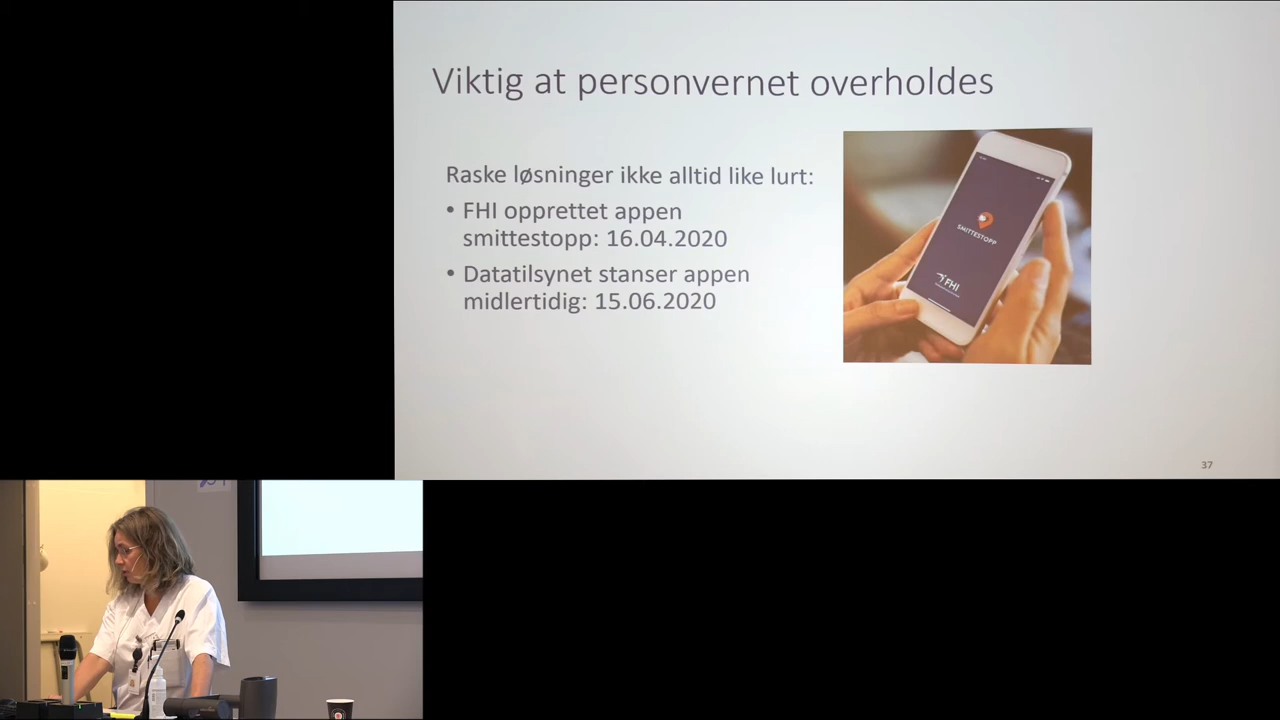 Viktig at personvernet overholdes
Raske løsninger ikke alltid like lurt:
• FHI opprettet appen
smittestopp: 16.04.2020
• Datatilsynet stanser appen
midlertidig: 15.06.2020
SMITTESTOPP
FHI
37